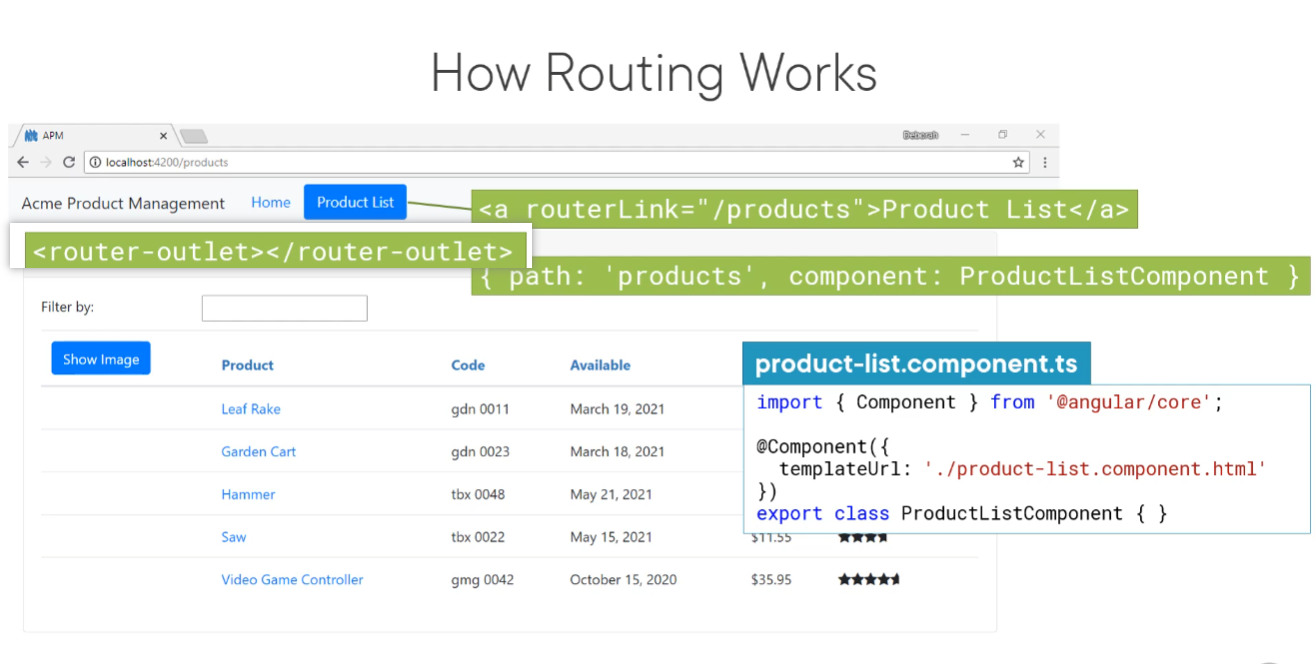 How Routing Works
APM
Deborah
localhost:4200/products
Acme Product Management Home Product List
<a routerLink="/products">Product List</a>
<router-outlet></router-outlet>
{ path: 'products', component: ProductListComponent }
Filter by:
Show Image Product Code Available
Leaf Rake gdn 0011 March 19, 2021
Garden Cart gdn 0023 March 18, 2021
Hammer tbx 0048 May 21, 2021
Saw tbx 0022 May 15, 2021 $11.55
Video Game Controller gmg 0042 October 15, 2020 $35.95
product-list.component.ts
import { Component } from '@angular/core';
@Component({
templateUrl: './product-list.component.html'
})
export class ProductListComponent { }